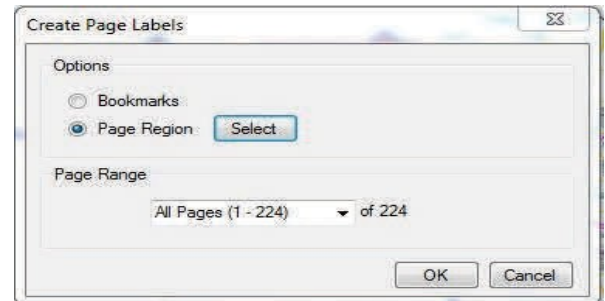 Create Page Labels
Options
Bookmarks
Page Region Select
Page Range
All Pages (1 - 224) of 224
OK Cancel